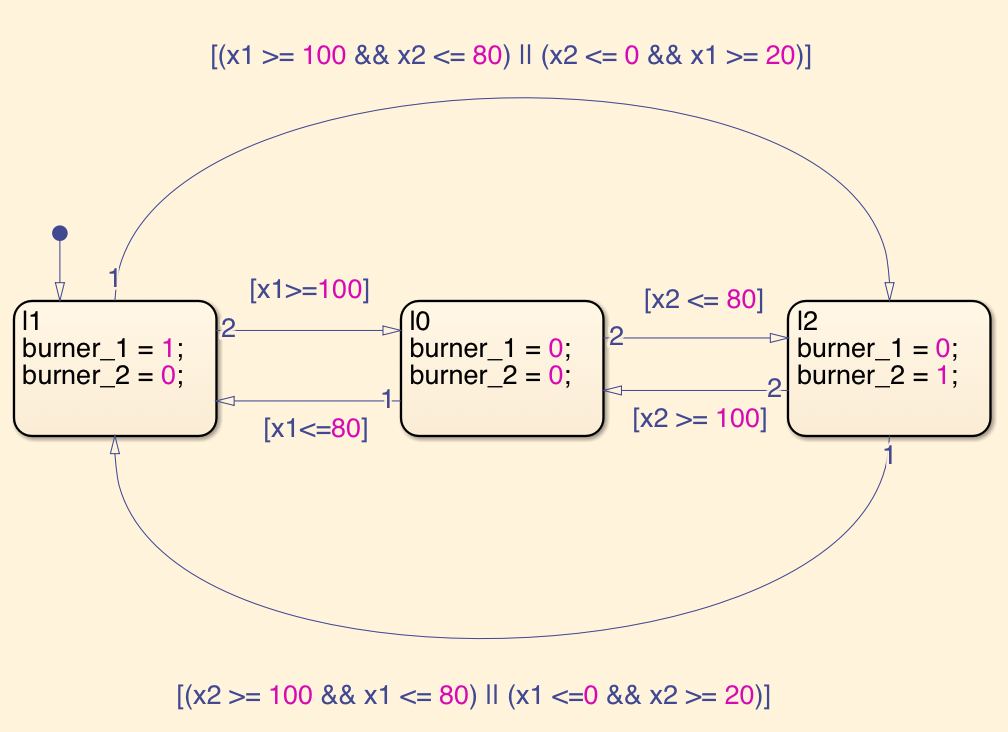 [(x1 >= 100 && x2 <= 80) || (x2 <= 0 && x1 >= 20)]
1
[x1>=100]
[x2 <= 80]
l1
burner_1 = 1;
burner_2 = 0;
2
l0
burner_1 = 0;
burner_2 = 0;
2
l2
burner_1 = 0;
burner_2 = 1;
1
2
[x1<=80]
[x2 >= 100]
1
[(x2 >= 100 && x1 <= 80) || (x1 <=0 && x2 >= 20)]